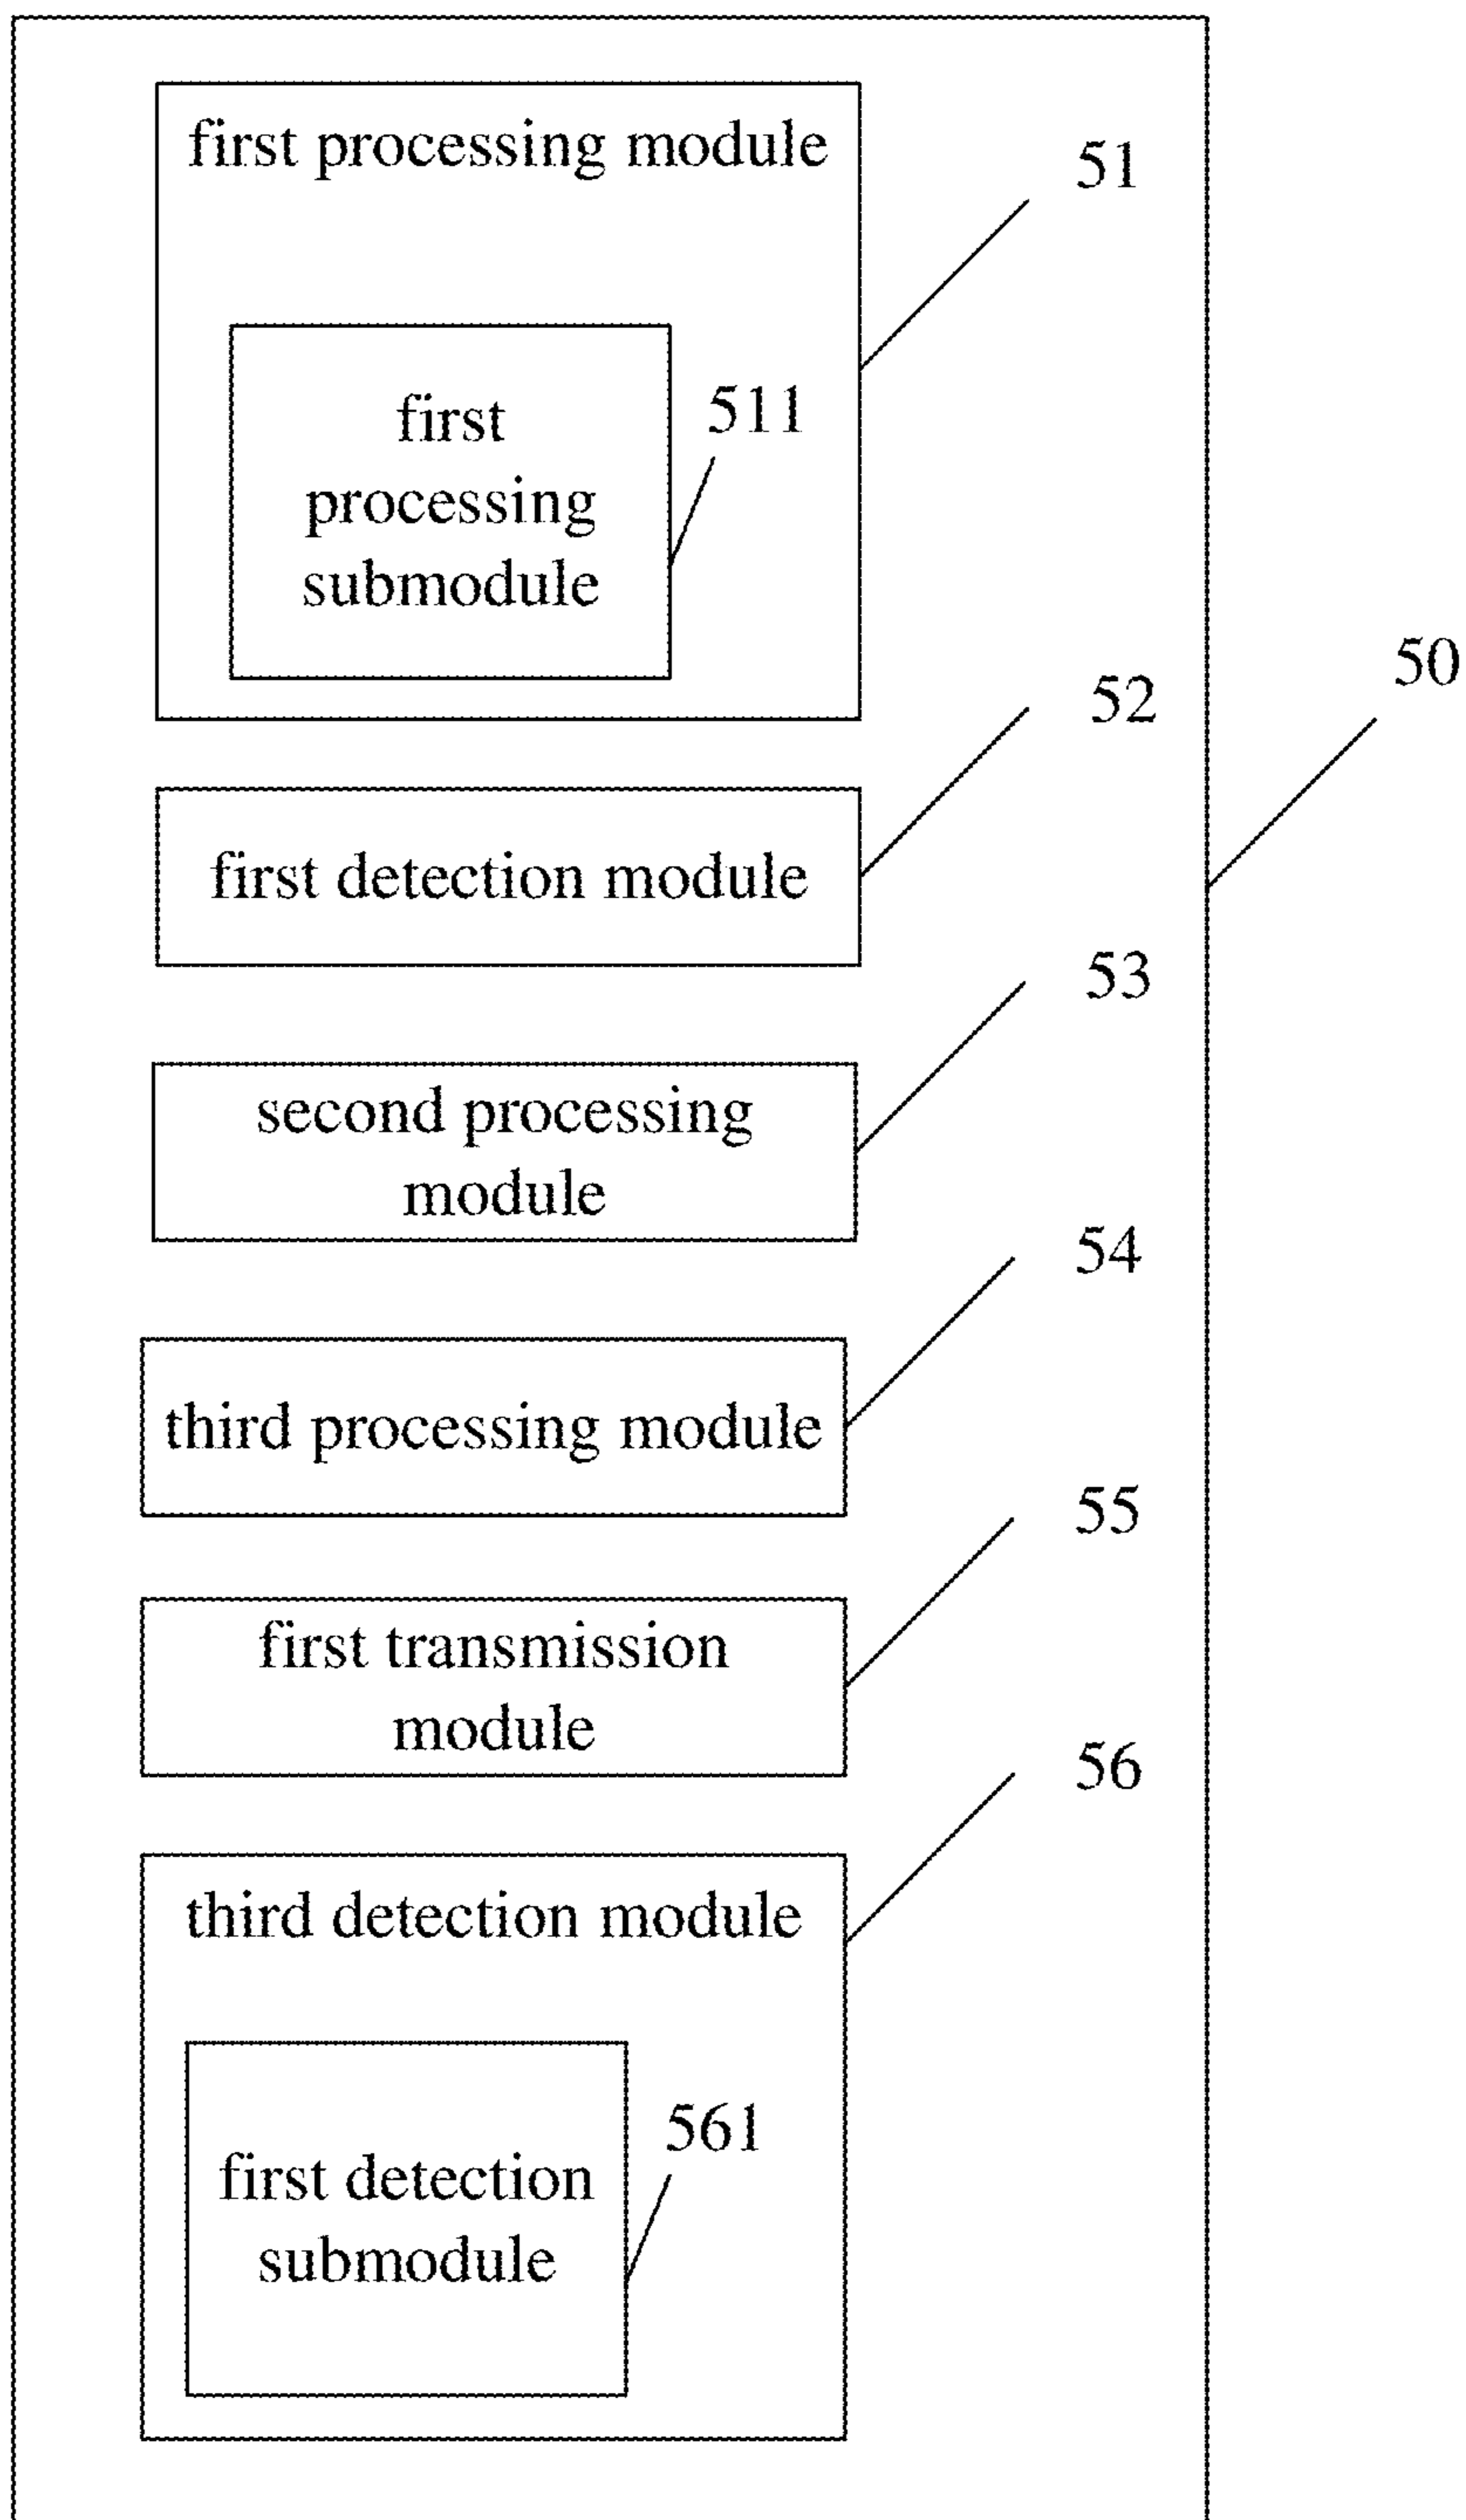 first processing module
51
first
processing
submodule
511
50
52
first detection module
53
second processing
module
54
third processing module
55
first transmission
module
56
third detection module
561
first detection
submodule